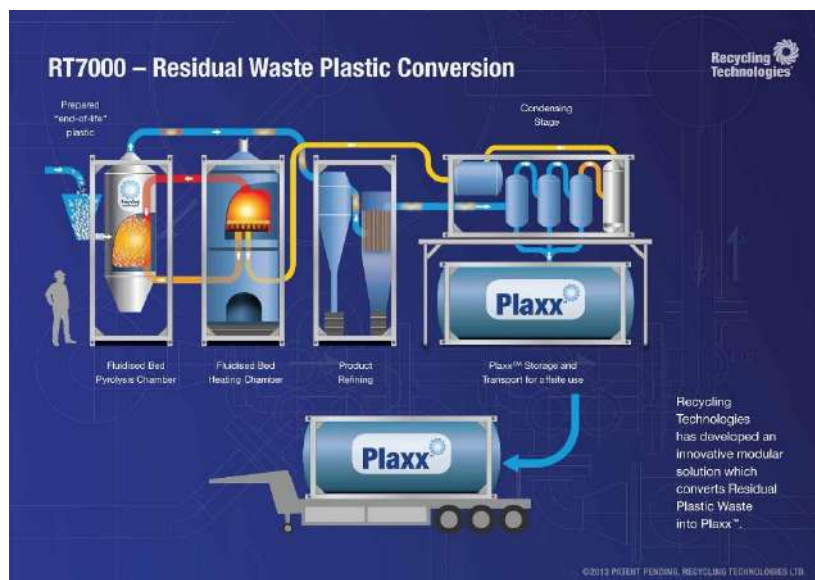 RT7000 – Residual Waste Plastic Conversion
Recycling
Technologies
Prepared
"end-of-life"
plastic
Condensing
Stage
Plaxx™
Fluidised Bed
Pyrolysis Chamber
Fluidised Bed
Heating Chamber
Product
Refining
Plaxx™ Storage and
Transport for offsite use
Plaxx™
Recycling
Technologies
has developed an
innovative modular
solution which
converts Residual
Plastic Waste
into Plaxx™.
©2013 PATENT PENDING, RECYCLING TECHNOLOGIES LTD.